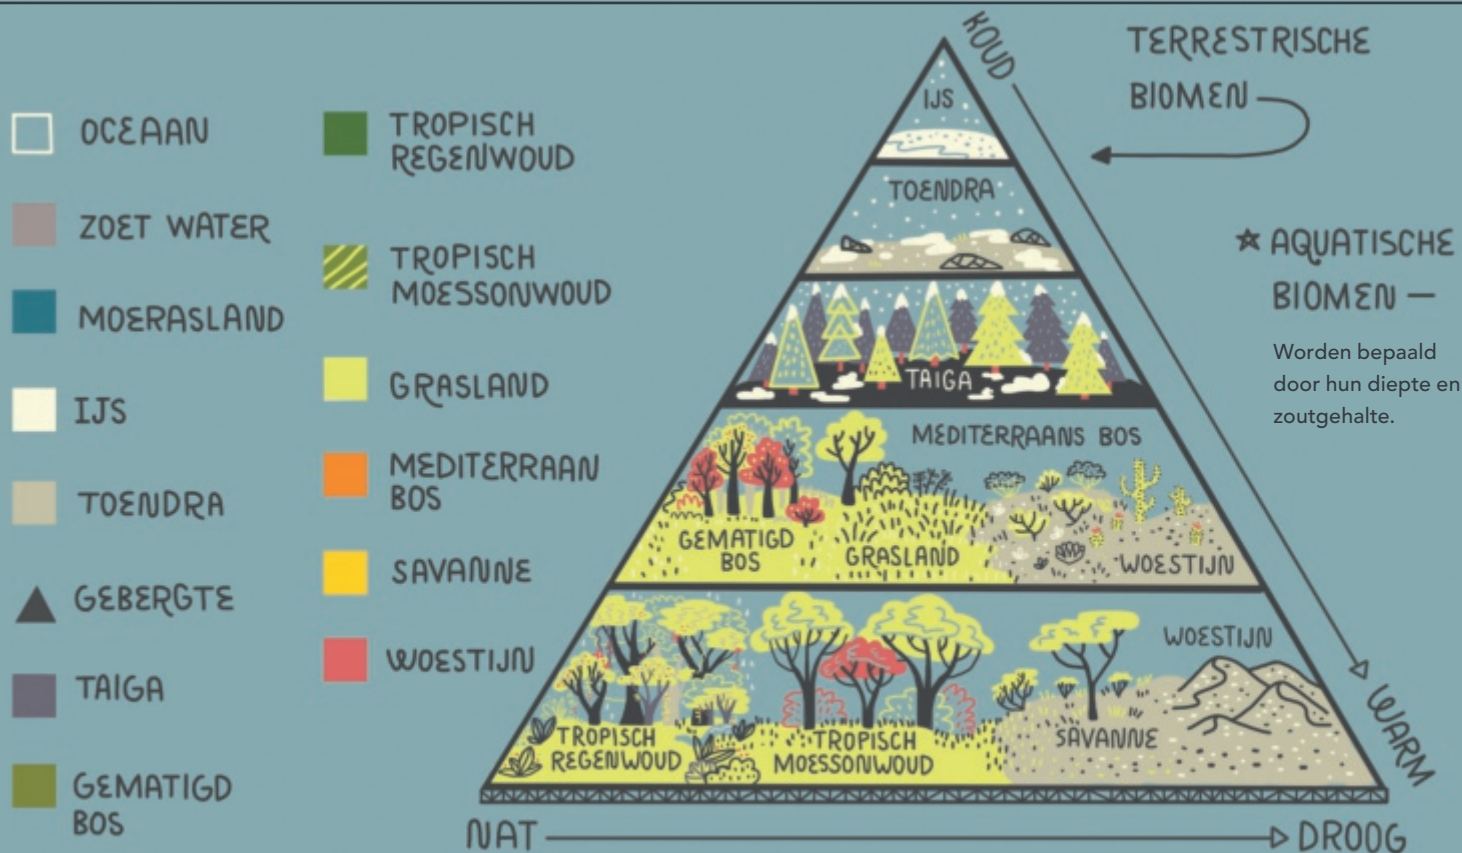 OCEAAN
ZOET WATER
MOERASLAND
IJS
TOENDRA
GEBERGTE
TAIGA
GEMATIGD
BOS
TROPISCH
REGENWOUD
TROPISCH
MOESSONWOUD
GRASLAND
MEDITERRAAN
BOS
SAVANNE
WOESTIJN
KOUD
WARM
IJS
TOENDRA
TAIGA
MEDITERRAANS BOS
GEMATIGD
BOS
GRASLAND
WOESTIJN
WOESTIJN
TROPISCH
REGENWOUD
TROPISCH
MOESSONWOUD
SAVANNE
NAT
DROOG
TERRESTRISCHE
BIOMEN
AQUATISCHE
BIOMEN —
Worden bepaald
door hun diepte en
zoutgehalte.